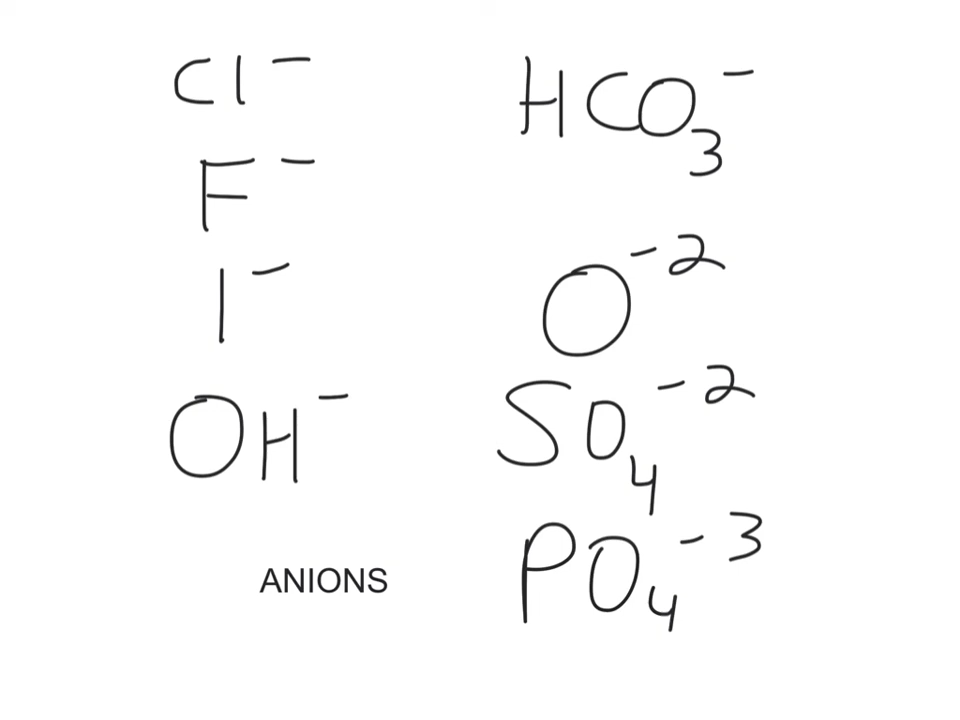 Cl⁻
F⁻
I⁻
OH⁻
ANIONS
HCO₃⁻
O⁻²
SO₄⁻²
PO₄⁻³